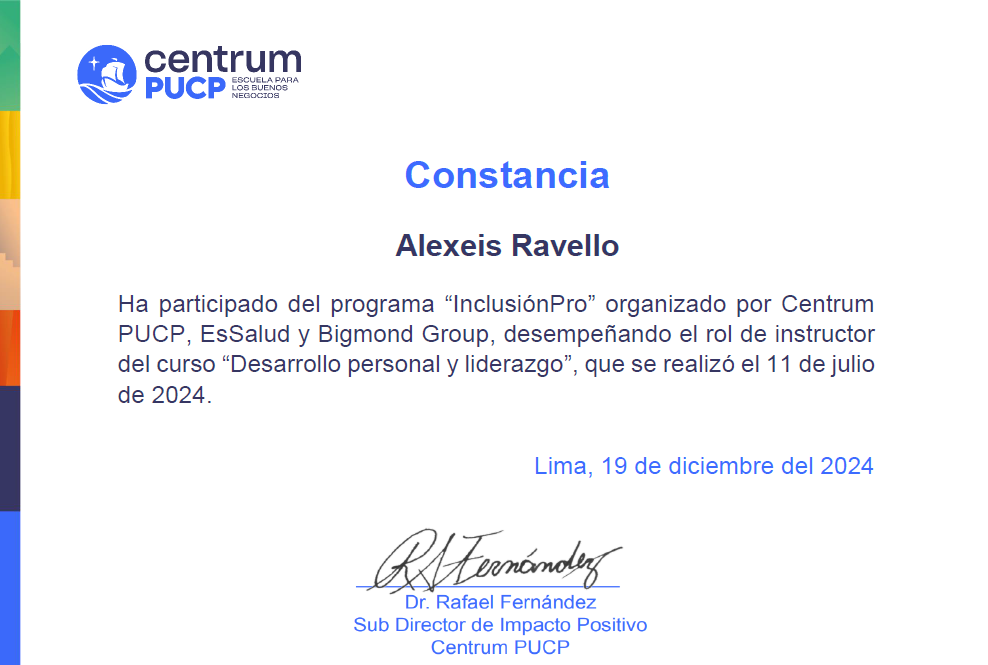 centrum
PUCP
ESCUELA PARA
LOS BUENOS
NEGOCIOS
Constancia
Alexeis Ravello
Ha participado del programa “InclusiónPro” organizado por Centrum
PUCP, EsSalud y Bigmond Group, desempeñando el rol de instructor
del curso “Desarrollo personal y liderazgo”, que se realizó el 11 de julio
de 2024.
Lima, 19 de diciembre del 2024
RAFernández
Dr. Rafael Fernández
Sub Director de Impacto Positivo
Centrum PUCP